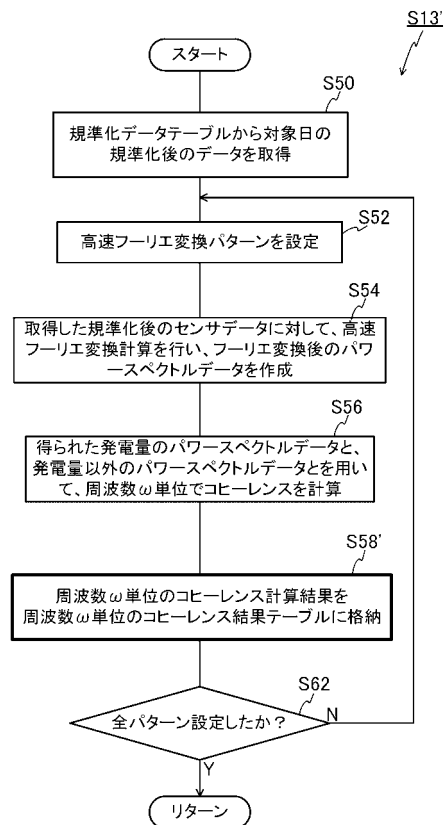 S13'
スタート
S50
規準化データテーブルから対象日の
規準化後のデータを取得
S52
高速フーリエ変換パターンを設定
S54
取得した規準化後のセンサデータに対して、高速
フーリエ変換計算を行い、フーリエ変換後のパワ
ースペクトルデータを作成
S56
得られた発電量のパワースペクトルデータと、
発電量以外のパワースペクトルデータとを用い
て、周波数ω単位でコヒーレンスを計算
S58'
周波数ω単位のコヒーレンス計算結果を
周波数ω単位のコヒーレンス結果テーブルに格納
S62
全パターン設定したか？
N
Y
リターン